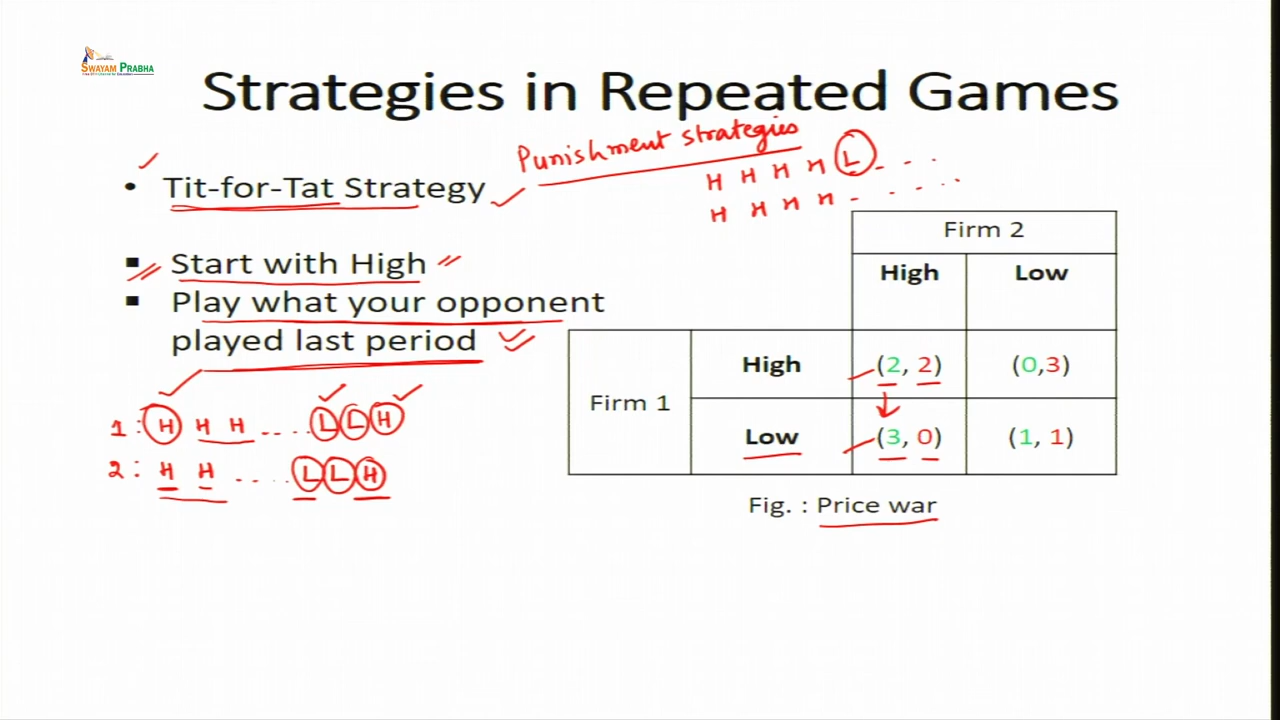 SWAYAM PRABHA
Strategies in Repeated Games
Punishment strategies
H H H H L - - -
H H H H - - - - -
• Tit-for-Tat Strategy
▪ Start with High
▪ Play what your opponent
played last period
1: H H H .. .. L L H
2: H H .. .. L L H
Firm 2
High Low
Firm 1
High (2, 2) (0,3)
Low (3, 0) (1, 1)
Fig. : Price war